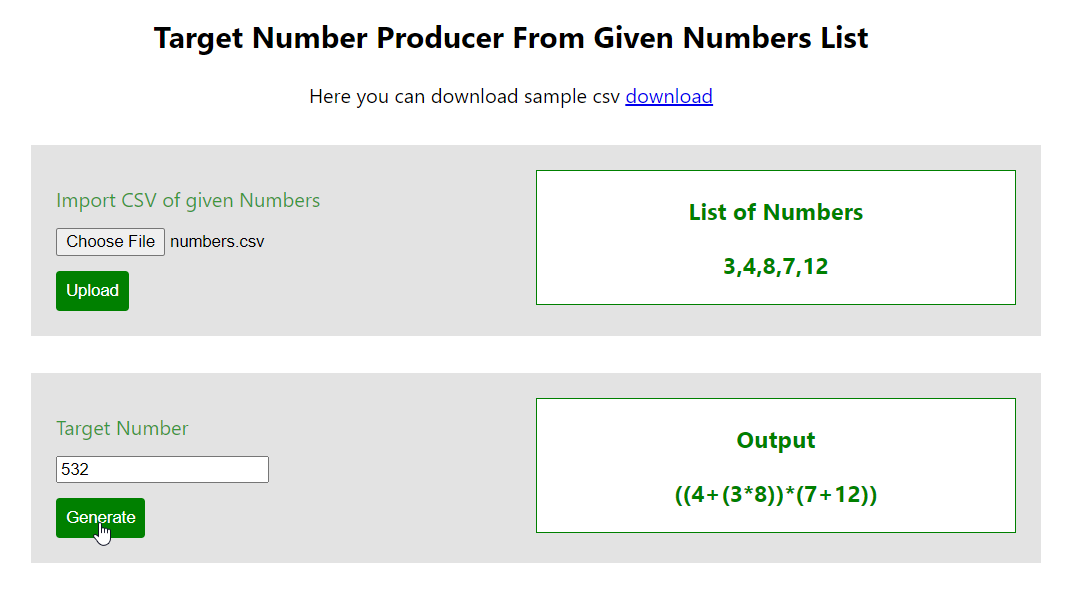 Target Number Producer From Given Numbers List
Here you can download sample csv download
Import CSV of given Numbers
Choose File numbers.csv
Upload
List of Numbers
3,4,8,7,12
Target Number
532
Generate
Output
((4+(3*8))*(7+12))